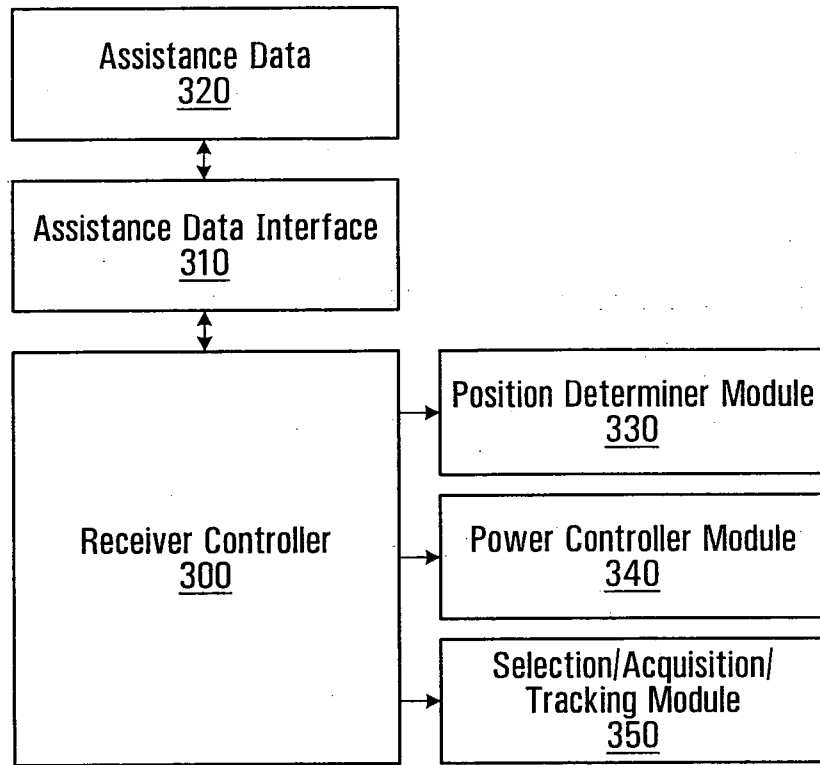 Assistance Data
320
Assistance Data Interface
310
Receiver Controller
300
Position Determiner Module
330
Power Controller Module
340
Selection/Acquisition/
Tracking Module
350